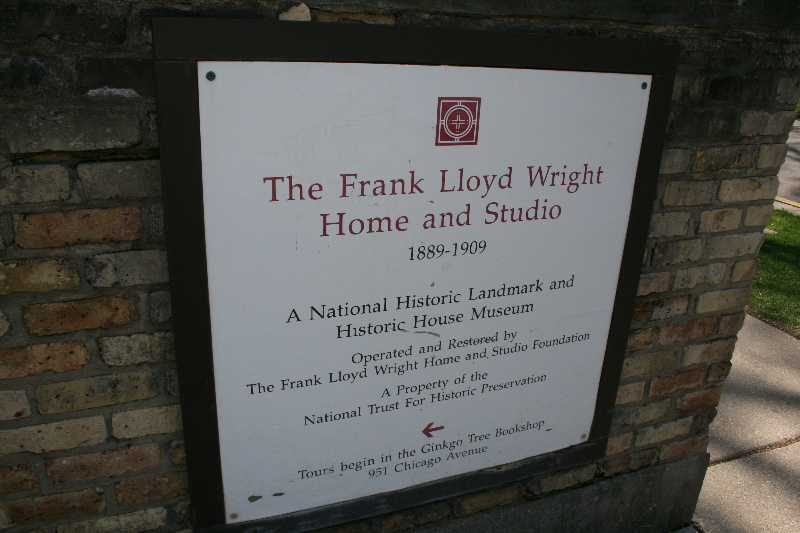 The Frank Lloyd Wright
Home and Studio
1889-1909
A National Historic Landmark and
Historic House Museum
Operated and Restored by
The Frank Lloyd Wright Home and Studio Foundation
A Property of the
National Trust For Historic Preservation
Tours begin in the Ginkgo Tree Bookshop
951 Chicago Avenue